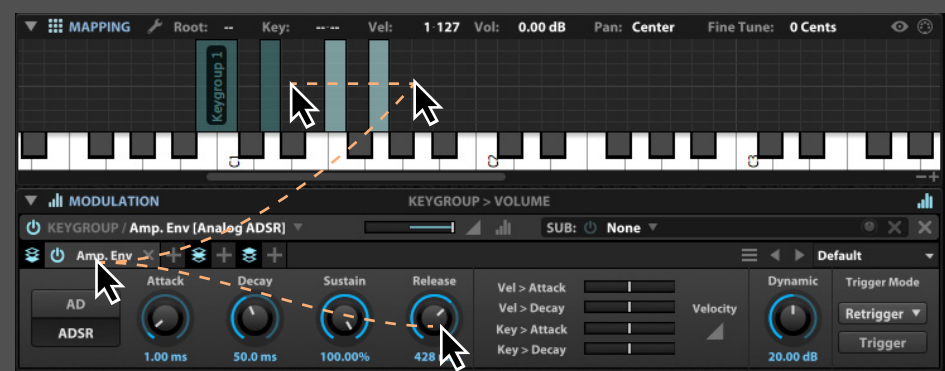 MAPPING Root: -- Key: -- -- Vel: 1-127 Vol: 0.00 dB Pan: Center Fine Tune: 0 Cents
Keygroup 1
MODULATION KEYGROUP > VOLUME
KEYGROUP / Amp. Env [Analog ADSR] SUB: None
Amp. Env Default
Attack Decay Sustain Release Vel > Attack Dynamic Trigger Mode
AD Vel > Decay Velocity Retrigger
ADSR Key > Attack Trigger
1.00 ms 50.0 ms 100.00% 428 Key > Decay 20.00 dB